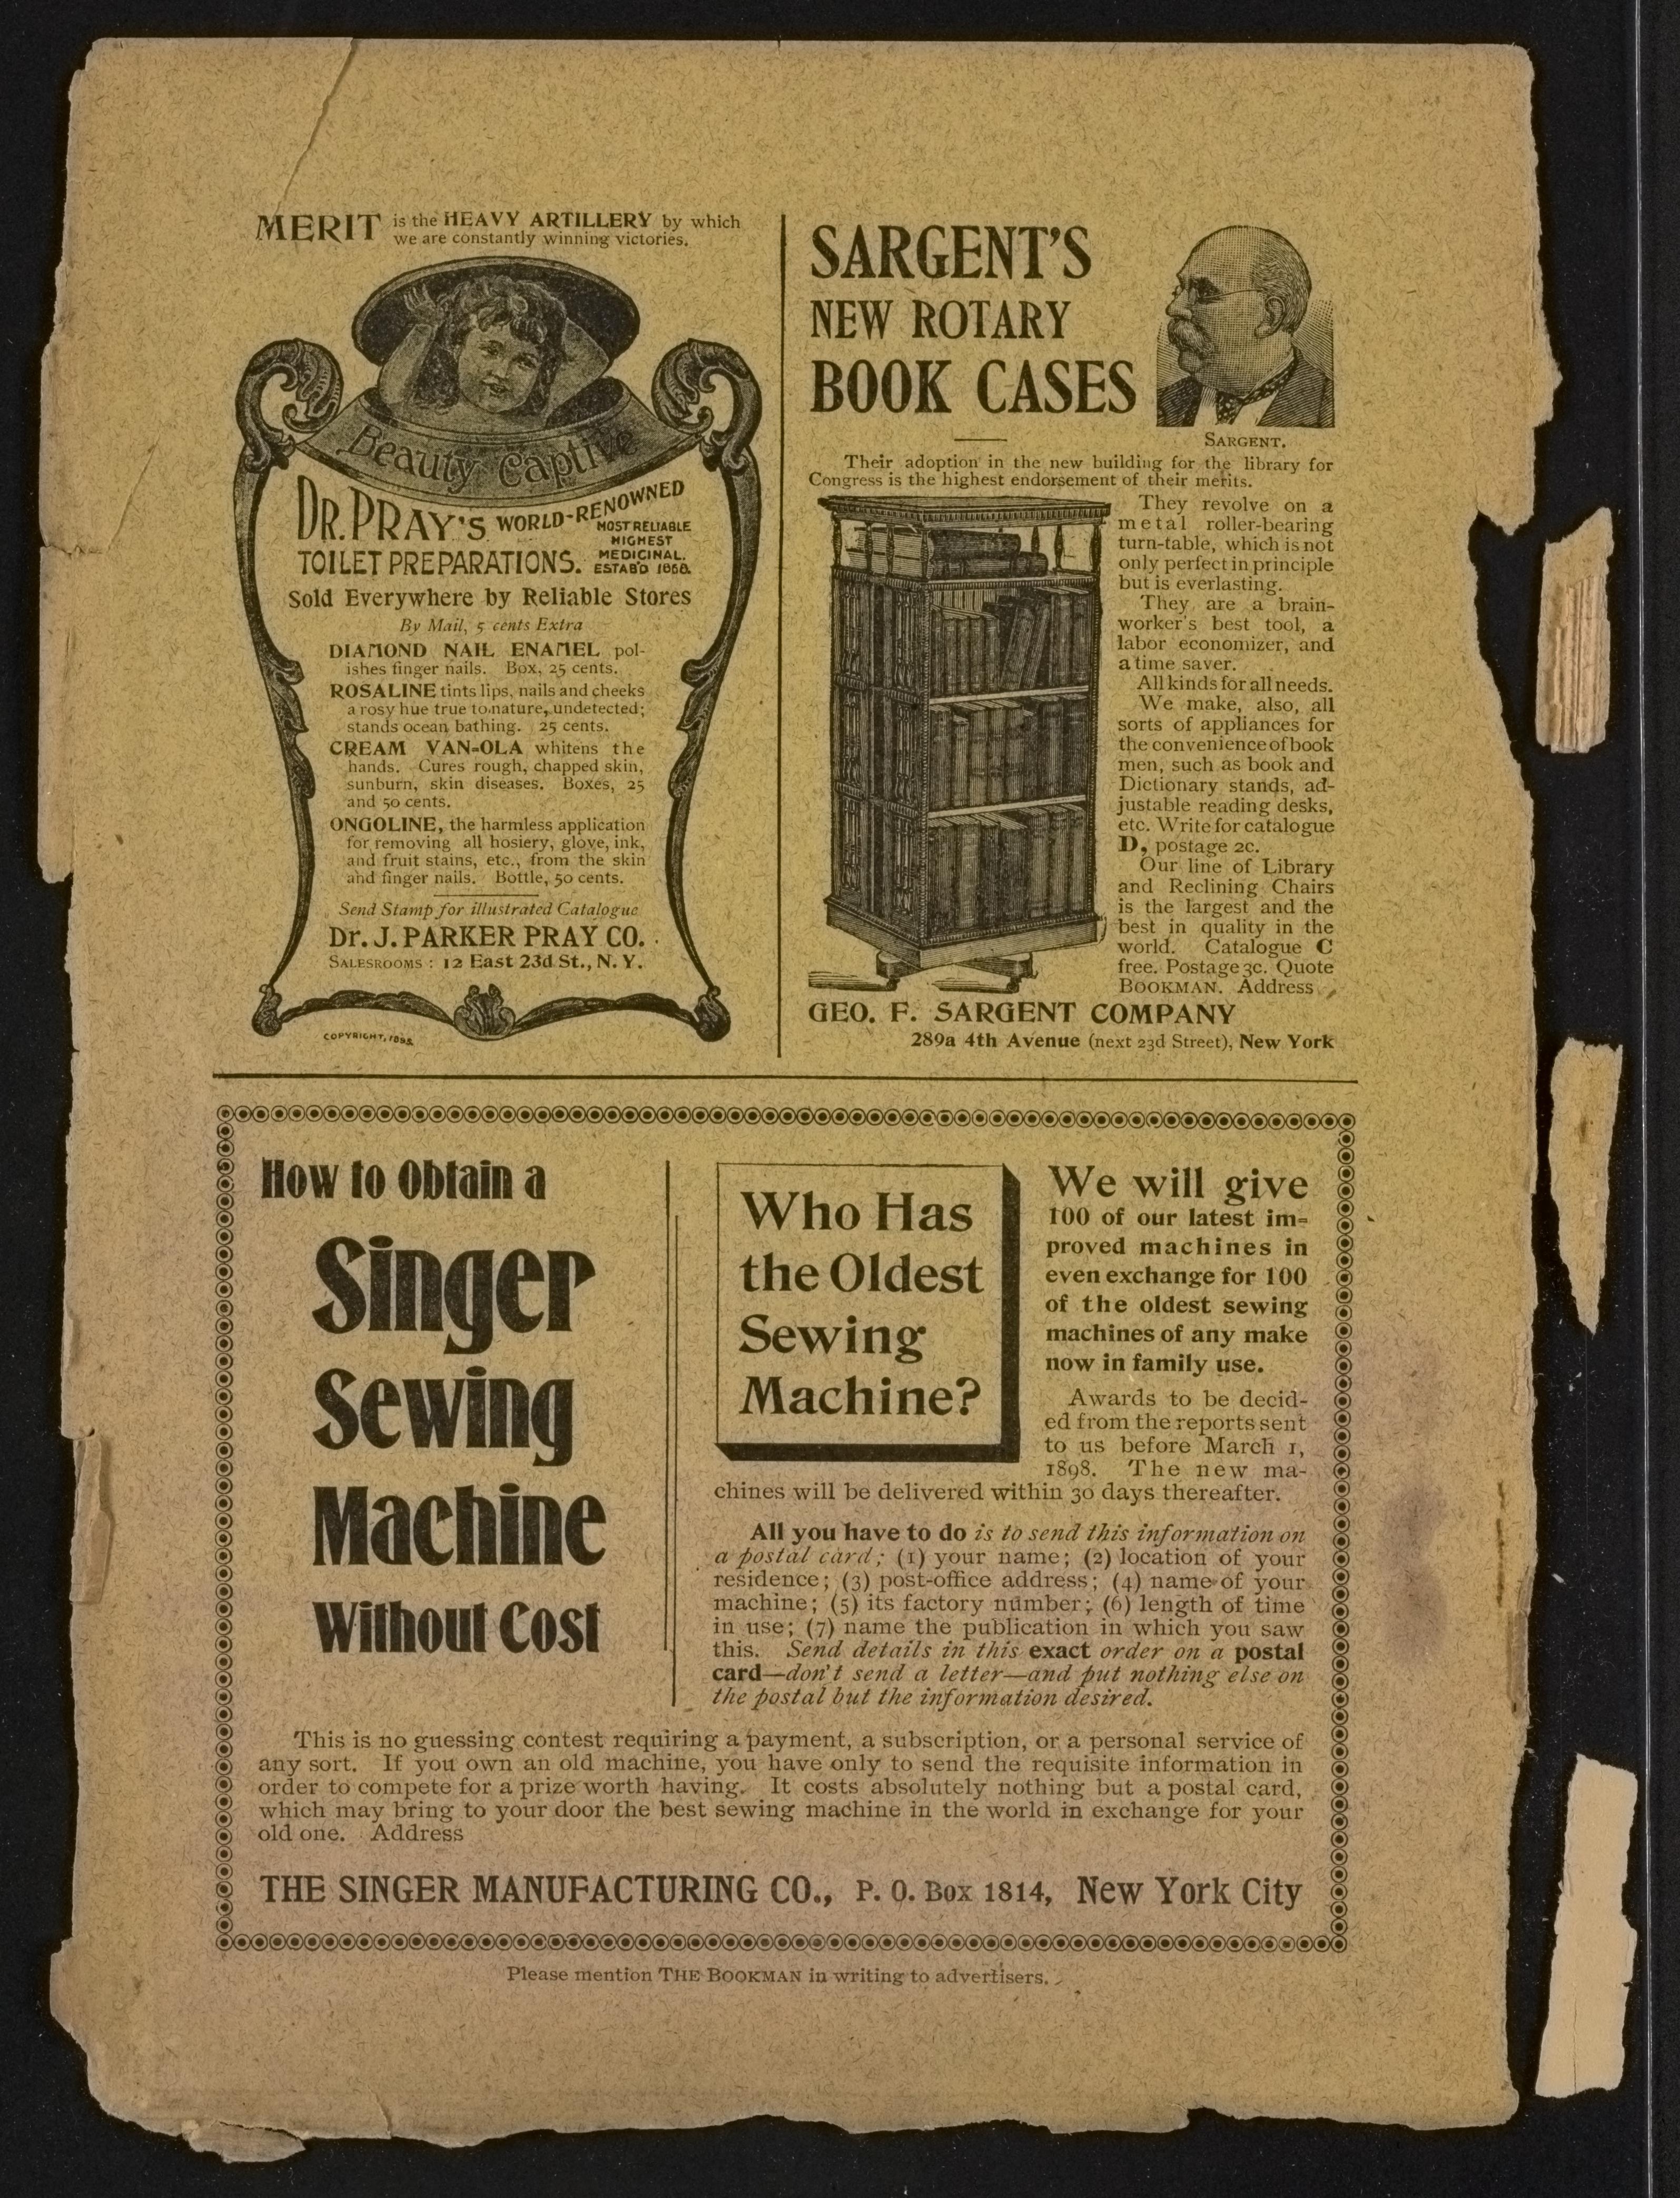 MERIT is the HEAVY ARTILLERY by which
we are constantly winning victories.
Beauty Captive
DR. PRAY'S WORLD-RENOWNED
TOILET PREPARATIONS.
MOST RELIABLE
HIGHEST
MEDICINAL.
ESTAB'D 1868.
Sold Everywhere by Reliable Stores
By Mail, 5 cents Extra
DIAMOND NAIL ENAMEL pol-
ishes finger nails. Box, 25 cents.
ROSALINE tints lips, nails and cheeks
a rosy hue true to nature, undetected;
stands ocean bathing. 25 cents.
CREAM VAN-OLA whitens the
hands. Cures rough, chapped skin,
sunburn, skin diseases. Boxes, 25
and 50 cents.
ONGOLINE, the harmless application
for removing all hosiery, glove, ink,
and fruit stains, etc., from the skin
and finger nails. Bottle, 50 cents.
Send Stamp for illustrated Catalogue
Dr. J. PARKER PRAY CO.
SALESROOMS: 12 East 23d St., N. Y.
COPYRIGHT, 1895.
SARGENT'S
NEW ROTARY
BOOK CASES
SARGENT.
Their adoption in the new building for the library for
Congress is the highest endorsement of their merits.
They revolve on a
metal roller-bearing
turn-table, which is not
only perfect in principle
but is everlasting.
They are a brain-
worker's best tool, a
labor economizer, and
a time saver.
All kinds for all needs.
We make, also, all
sorts of appliances for
the convenience of book
men, such as book and
Dictionary stands, ad-
justable reading desks,
etc. Write for catalogue
D, postage 2c.
Our line of Library
and Reclining Chairs
is the largest and the
best in quality in the
world. Catalogue C
free. Postage 3c. Quote
BOOKMAN. Address
GEO. F. SARGENT COMPANY
289a 4th Avenue (next 23d Street), New York
How to Obtain a
Singer
Sewing
Machine
Without Cost
Who Has
the Oldest
Sewing
Machine?
We will give
100 of our latest im-
proved machines in
even exchange for 100
of the oldest sewing
machines of any make
now in family use.
Awards to be decid-
ed from the reports sent
to us before March 1,
1898. The new ma-
chines will be delivered within 30 days thereafter.
All you have to do is to send this information on
a postal card; (1) your name; (2) location of your
residence; (3) post-office address; (4) name of your
machine; (5) its factory number; (6) length of time
in use; (7) name the publication in which you saw
this. Send details in this exact order on a postal
card—don't send a letter—and put nothing else on
the postal but the information desired.
This is no guessing contest requiring a payment, a subscription, or a personal service of
any sort. If you own an old machine, you have only to send the requisite information in
order to compete for a prize worth having. It costs absolutely nothing but a postal card,
which may bring to your door the best sewing machine in the world in exchange for your
old one. Address
THE SINGER MANUFACTURING CO., P. O. Box 1814, New York City
Please mention THE BOOKMAN in writing to advertisers.